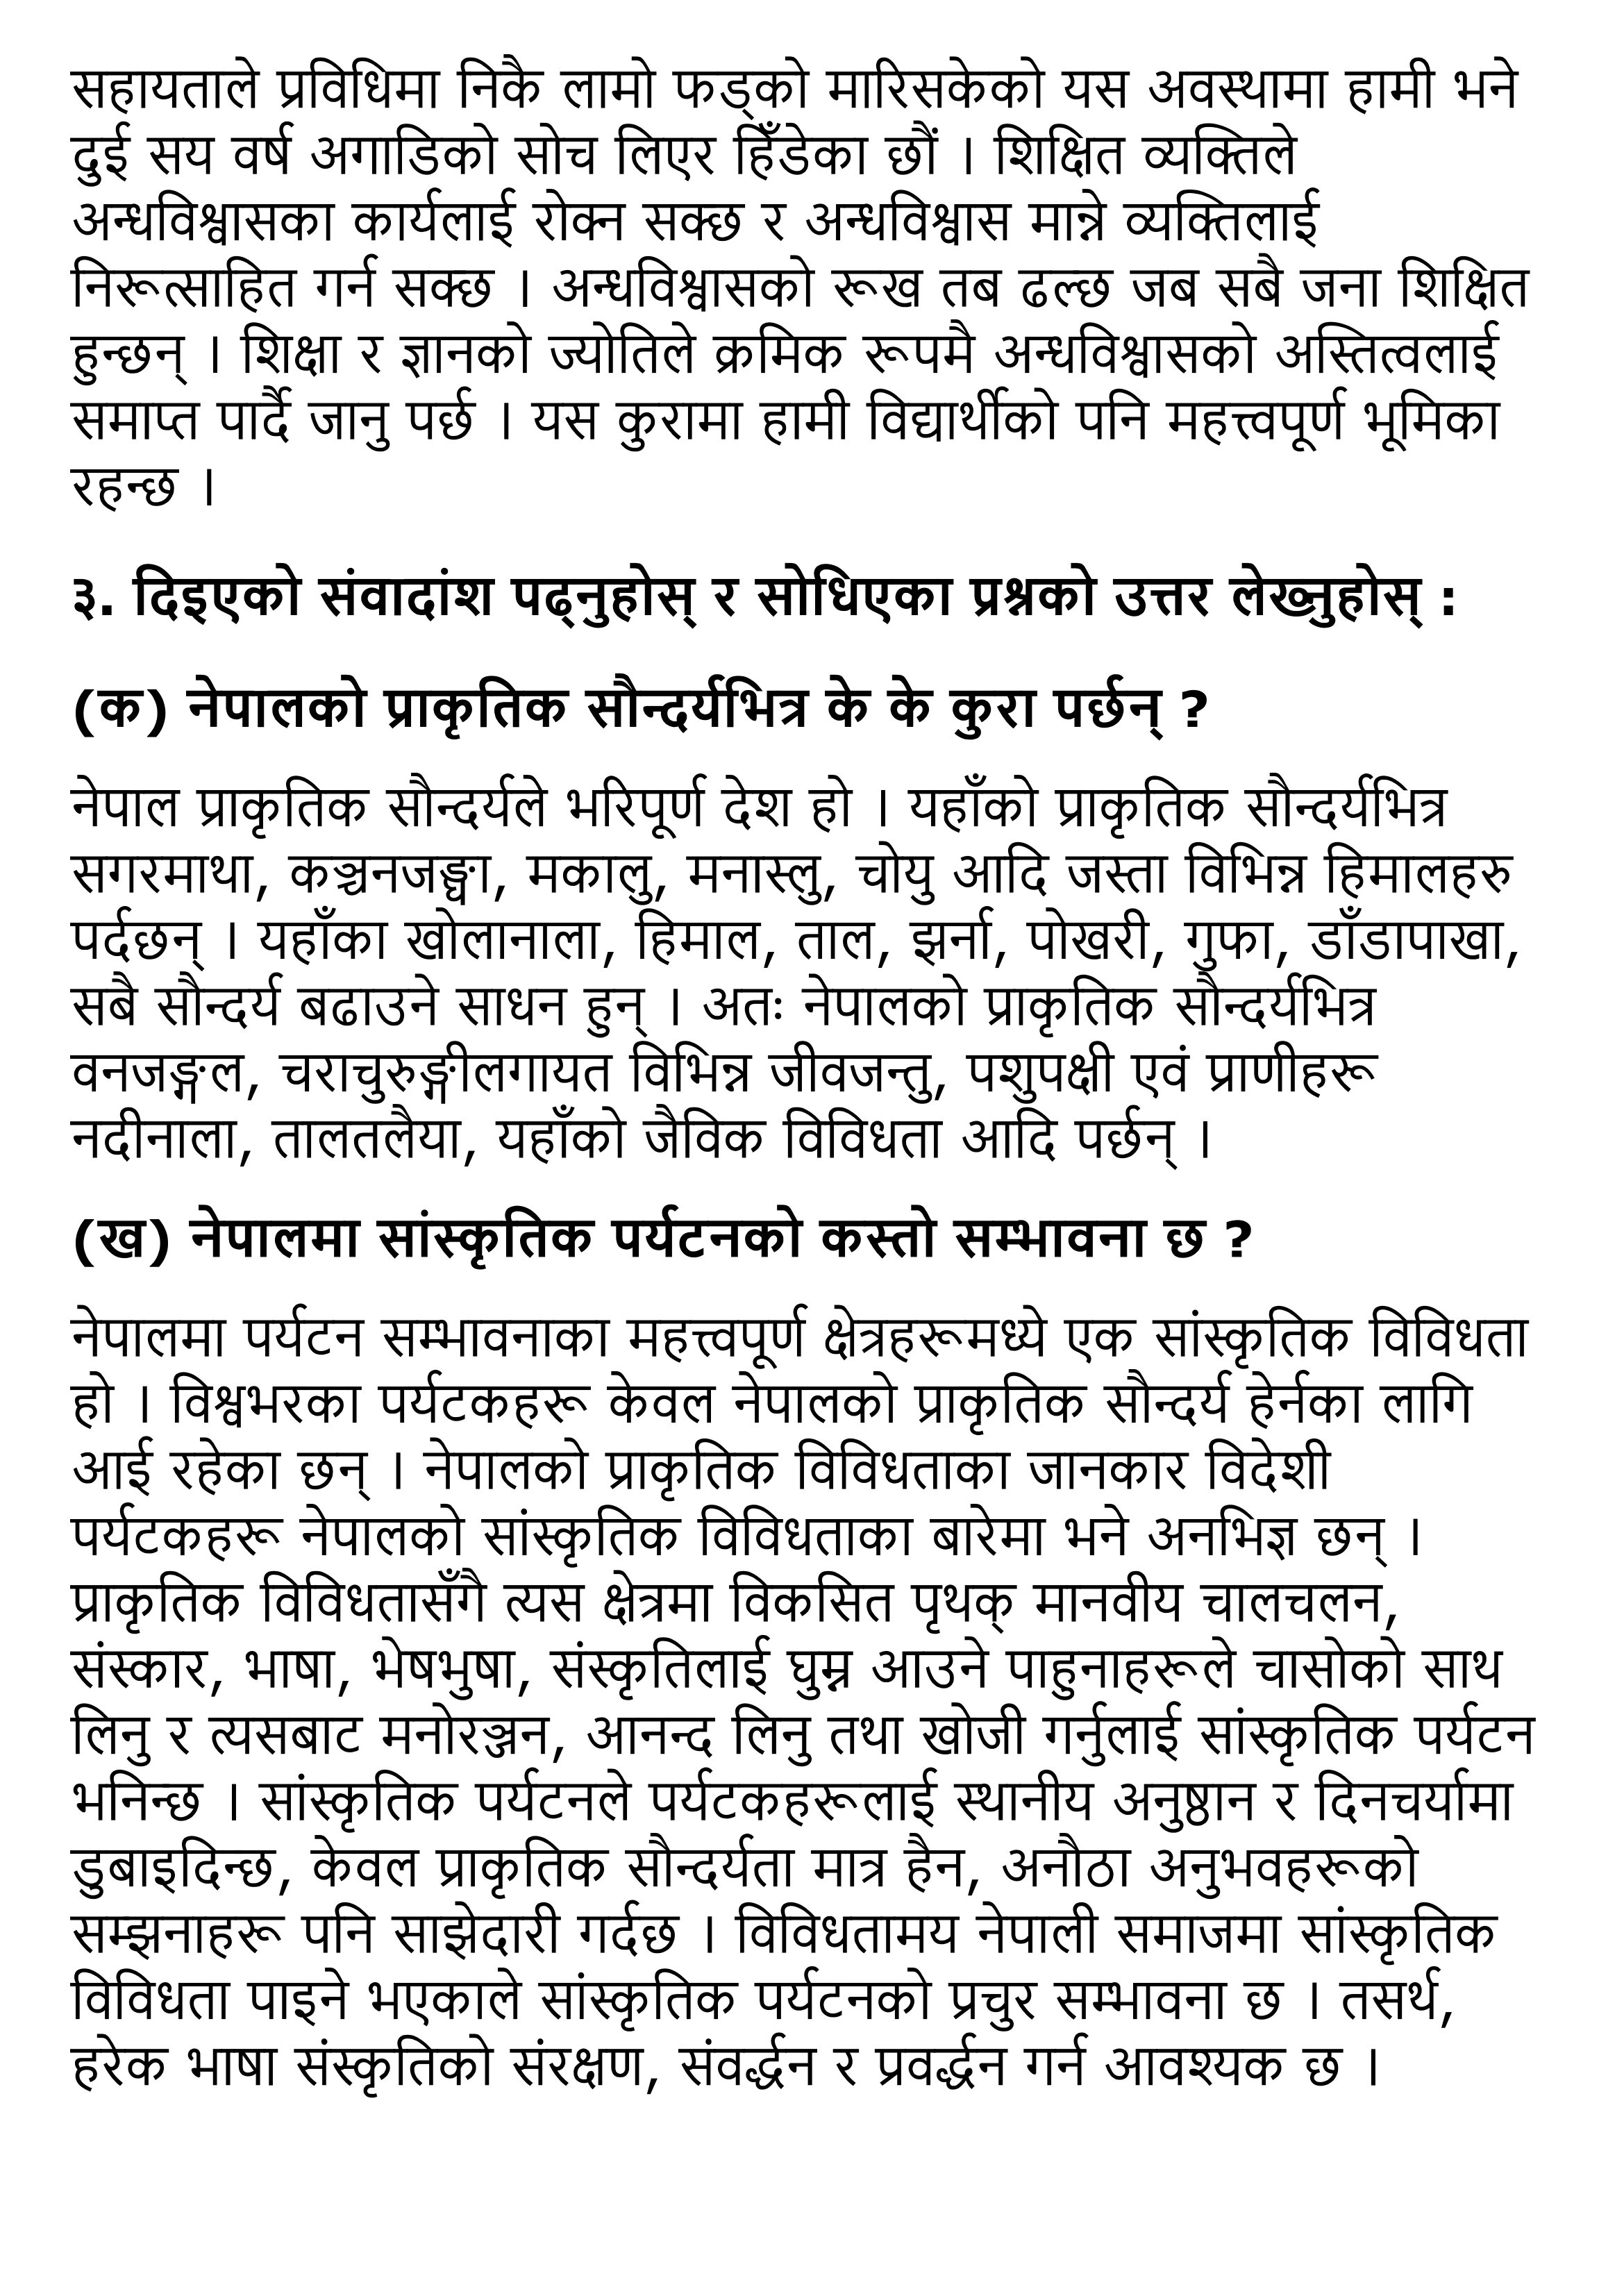 सहायताले प्रविधिमा निकै लामो फड्को मारिसकेको यस अवस्थामा हामी भने
दुई सय वर्ष अगाडिको सोच लिएर हिँडेका छौं ।  शिक्षित व्यक्तिले
अन्धविश्वासका कार्यलाई रोक्न सक्छ र अन्धविश्वास मान्ने व्यक्तिलाई
निरूत्साहित गर्न सक्छ । अन्धविश्वासको रूख तब ढल्छ जब सबै जना शिक्षित
हुन्छन् । शिक्षा र ज्ञानको ज्योतिले क्रमिक रूपमै अन्धविश्वासको अस्तित्वलाई
समाप्त पार्दै जानु पर्छ । यस कुरामा हामी विद्यार्थीको पनि महत्त्वपूर्ण भूमिका
रहन्छ ।
३. दिइएको संवादांश पढ्नुहोस् र सोधिएका प्रश्नको उत्तर लेख्नुहोस् :
(क) नेपालको प्राकृतिक सौन्दर्यभित्र के के कुरा पर्छन् ?
नेपाल प्राकृतिक सौन्दर्यले भरिपूर्ण देश हो । यहाँको प्राकृतिक सौन्दर्यभित्र
सगरमाथा, कञ्चनजङ्घा, मकालु, मनास्लु, चोयु आदि जस्ता विभिन्न हिमालहरु
पर्दछन् । यहाँका खोलानाला, हिमाल, ताल, झर्ना, पोखरी, गुफा, डाँडापाखा,
सबै सौन्दर्य बढाउने साधन हुन् । अतः नेपालको प्राकृतिक सौन्दर्यभित्र
वनजङ्गल, चराचुरुङ्गीलगायत विभिन्न जीवजन्तु, पशुपक्षी एवं प्राणीहरू
नदीनाला, तालतलैया, यहाँको जैविक विविधता आदि पर्छन् ।
(ख) नेपालमा सांस्कृतिक पर्यटनको कस्तो सम्भावना छ ?
नेपालमा पर्यटन सम्भावनाका महत्त्वपूर्ण क्षेत्रहरूमध्ये एक सांस्कृतिक विविधता
हो । विश्वभरका पर्यटकहरू केवल नेपालको प्राकृतिक सौन्दर्य हेर्नका लागि
आई रहेका छन् । नेपालको प्राकृतिक विविधताका जानकार विदेशी
पर्यटकहरू नेपालको सांस्कृतिक विविधताका बारेमा भने अनभिज्ञ छन् ।
प्राकृतिक विविधतासँगै त्यस क्षेत्रमा विकसित पृथक् मानवीय चालचलन,
संस्कार, भाषा, भेषभुषा, संस्कृतिलाई घुम्न आउने पाहुनाहरूले चासोको साथ
लिनु र त्यसबाट मनोरञ्जन, आनन्द लिनु तथा खोजी गर्नुलाई सांस्कृतिक पर्यटन
भनिन्छ । सांस्कृतिक पर्यटनले पर्यटकहरूलाई स्थानीय अनुष्ठान र दिनचर्यामा
डुबाइदिन्छ, केवल प्राकृतिक सौन्दर्यता मात्र हैन, अनौठा अनुभवहरूको
सम्झनाहरू पनि साझेदारी गर्दछ । विविधतामय नेपाली समाजमा सांस्कृतिक
विविधता पाइने भएकाले सांस्कृतिक पर्यटनको प्रचुर सम्भावना छ । तसर्थ,
हरेक भाषा संस्कृतिको संरक्षण, संवर्द्धन र प्रवर्द्धन गर्न आवश्यक छ ।